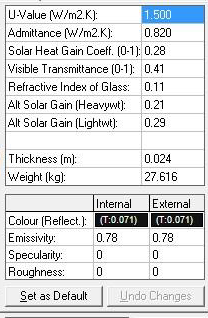 U-Value (W/m2.K): 1.500
Admittance (W/m2.K): 0.820
Solar Heat Gain Coeff. (0-1): 0.28
Visible Transmittance (0-1): 0.41
Refractive Index of Glass: 0.11
Alt Solar Gain (Heavywt): 0.21
Alt Solar Gain (Lightwt): 0.29
Thickness (m): 0.024
Weight (kg): 27.616
Internal External
Colour (Reflect.): (T:0.071) (T:0.071)
Emissivity: 0.78 0.78
Specularity: 0 0
Roughness: 0 0
Set as Default Undo Changes